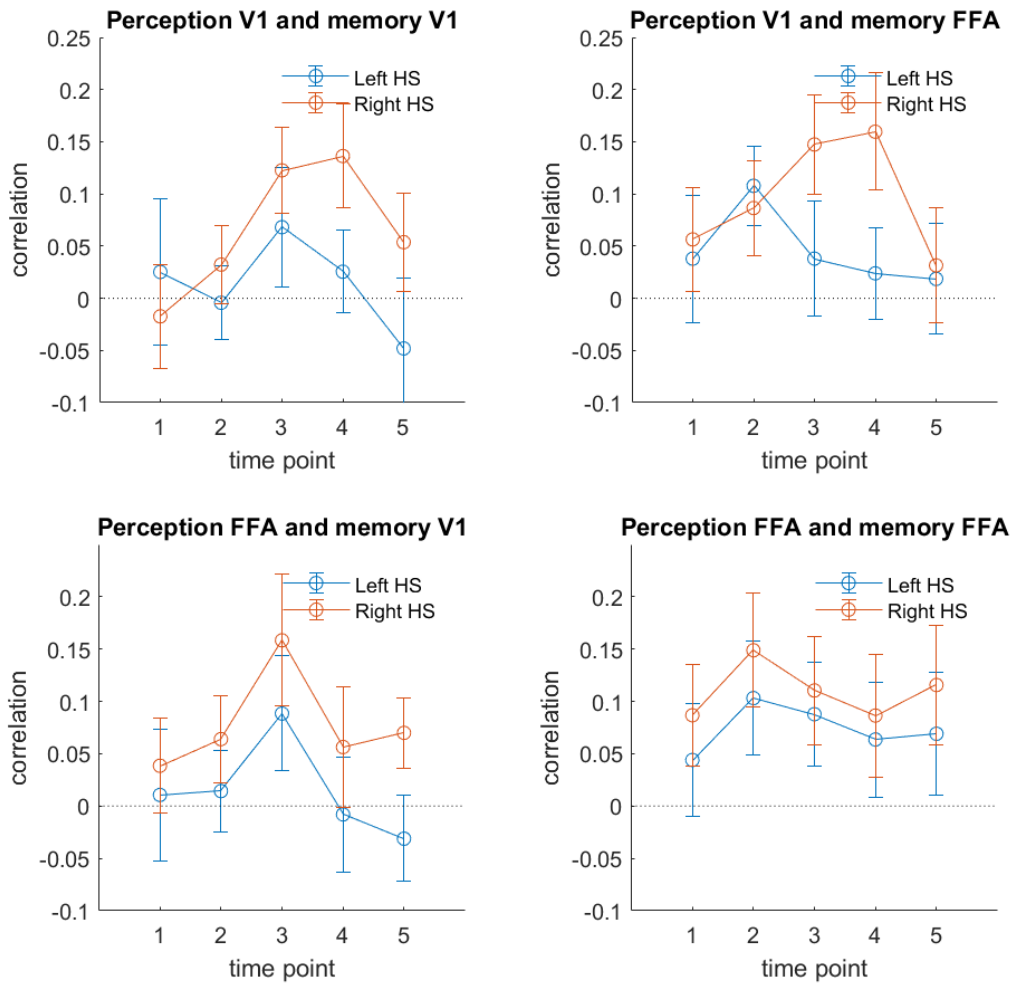 Perception V1 and memory V1
0.25
0.2
0.15
0.1
0.05
0
-0.05
-0.1
correlation
Left HS
Right HS
1 2 3 4 5
time point
Perception V1 and memory FFA
0.25
0.2
0.15
0.1
0.05
0
-0.05
-0.1
correlation
Left HS
Right HS
1 2 3 4 5
time point
Perception FFA and memory V1
0.2
0.15
0.1
0.05
0
-0.05
-0.1
correlation
Left HS
Right HS
1 2 3 4 5
time point
Perception FFA and memory FFA
0.2
0.15
0.1
0.05
0
-0.05
-0.1
correlation
Left HS
Right HS
1 2 3 4 5
time point